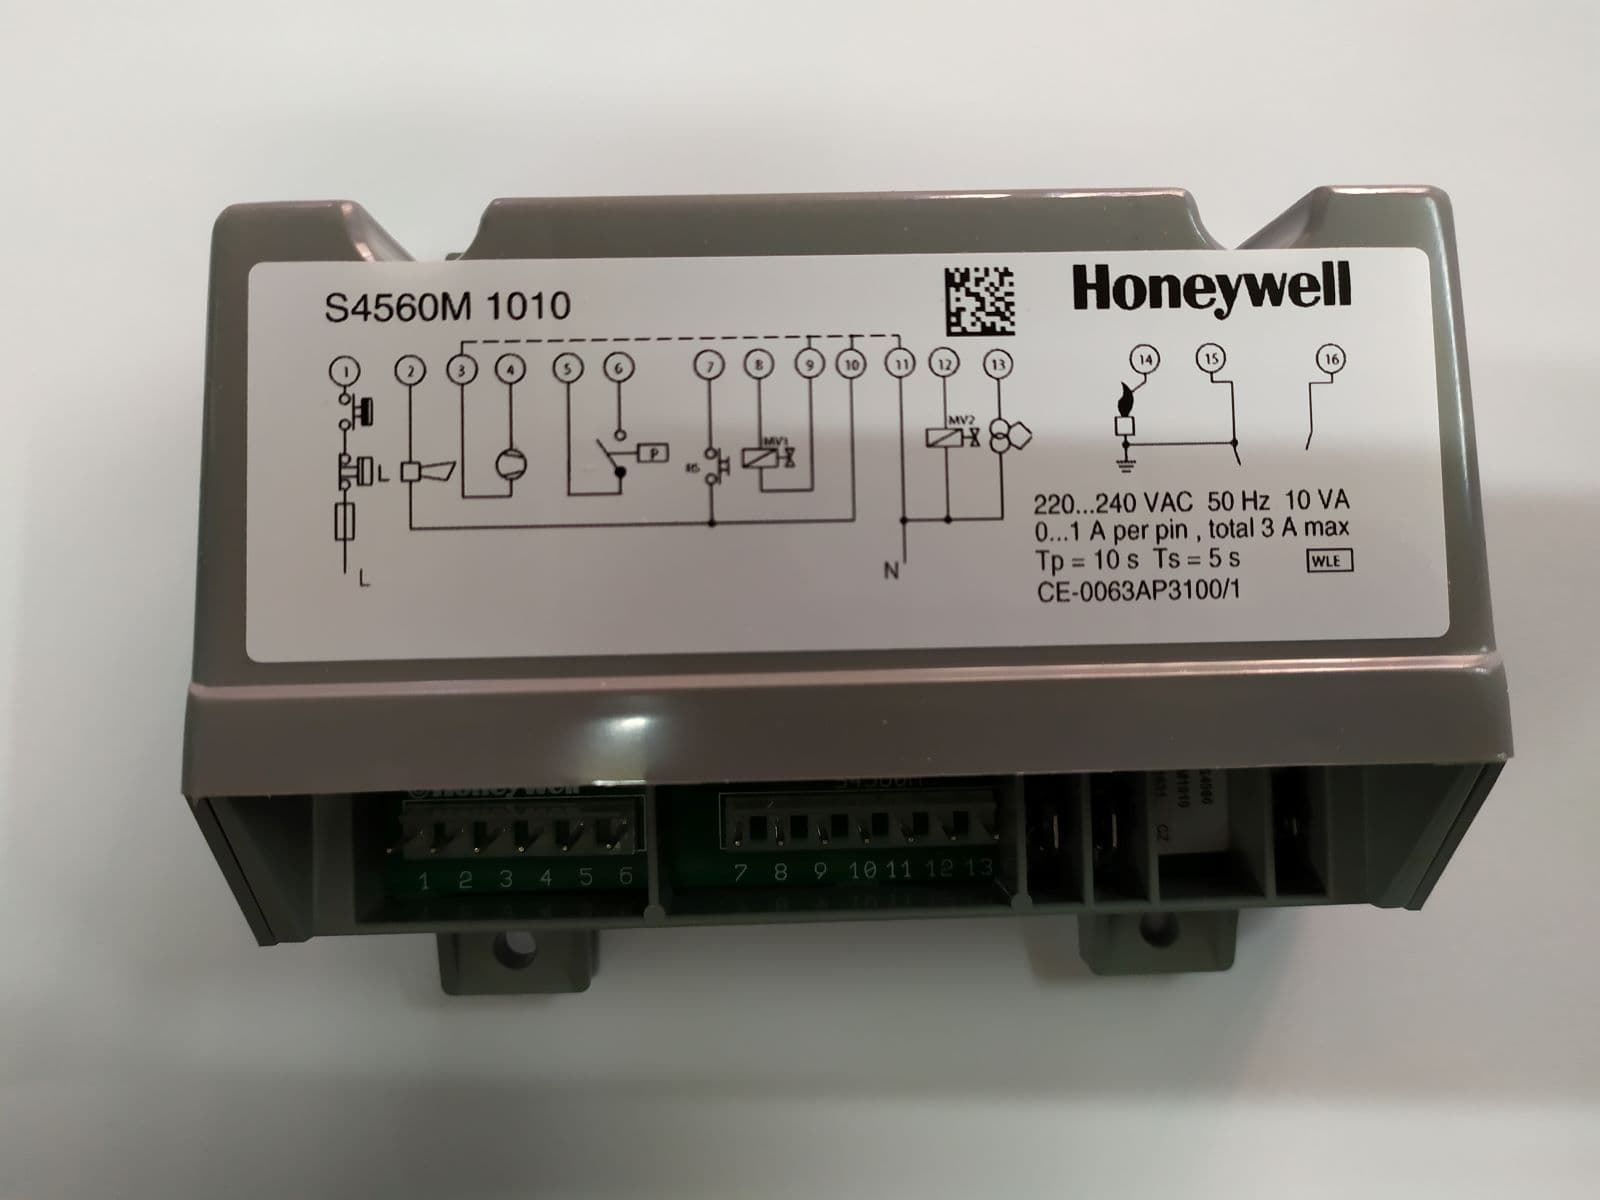 S4560M 1010
Honeywell
1 2 3 4 5 6 7 8 9 10 11 12 13 14 15 16
MV2
MV1
P
L
L
N
220...240 VAC 50 Hz 10 VA
0...1 A per pin , total 3 A max
Tp = 10 s Ts = 5 s
WLE
CE-0063AP3100/1
©Honeywell
1 2 3 4 5 6
7 8 9 10 11 12 13
CZ